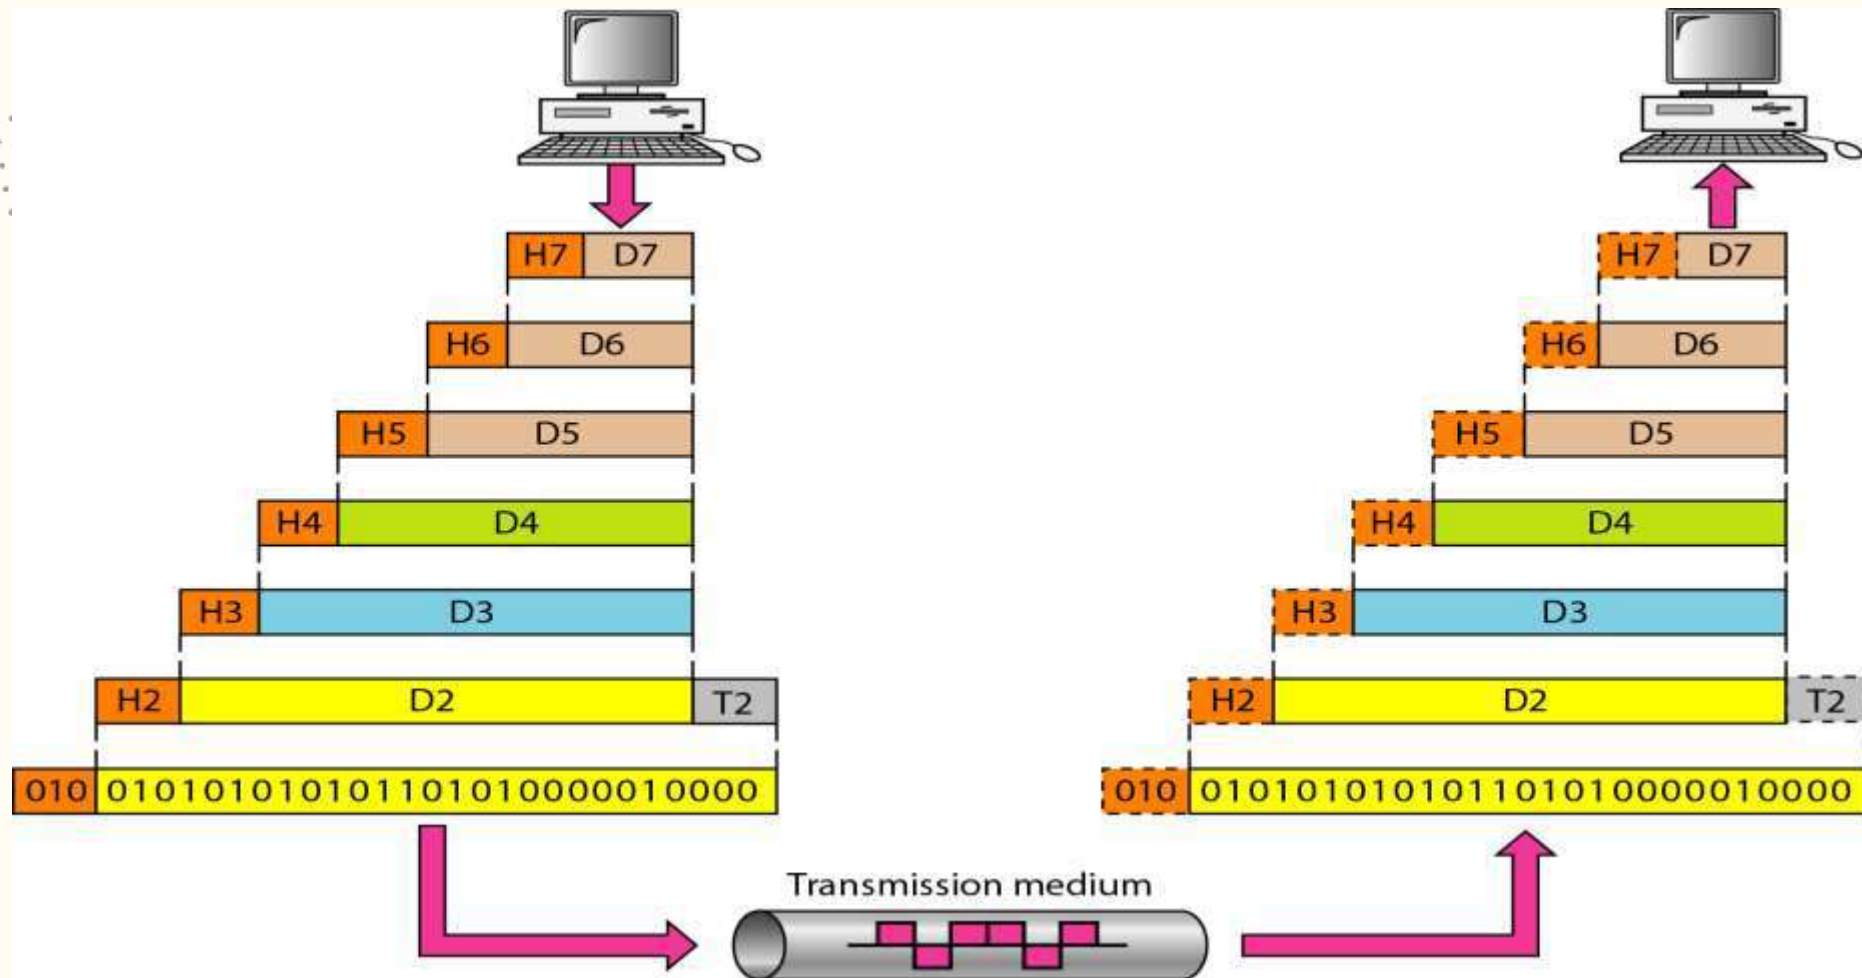 H7 D7 H7 D7
H6 D6 H6 D6
H5 D5 H5 D5
H4 D4 H4 D4
H3 D3 H3 D3
H2 D2 T2 H2 D2 T2
010 010101010101101010000010000 010 010101010101101010000010000
Transmission medium